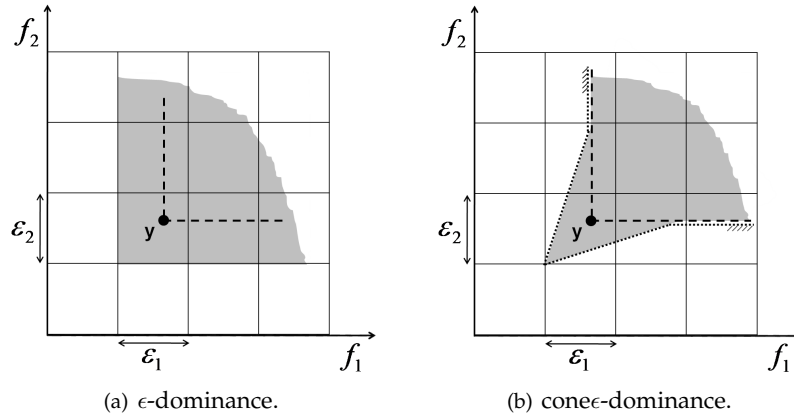 f₂
ε₂
y
ε₁
f₁
(a) ϵ-dominance.
f₂
ε₂
y
ε₁
f₁
(b) coneϵ-dominance.